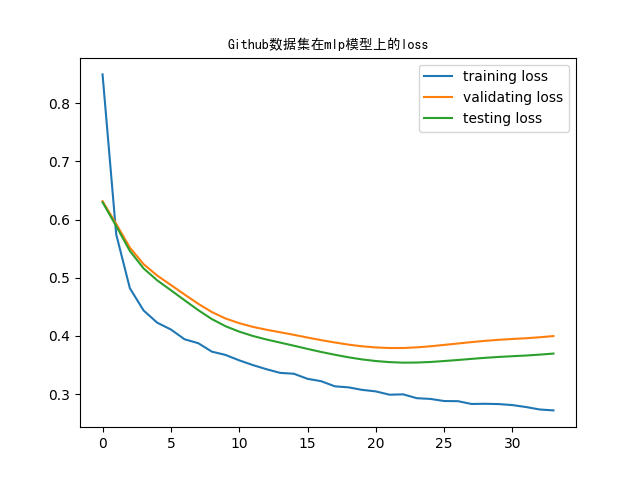 Github数据集在mlp模型上的loss
training loss
validating loss
testing loss
0.8
0.7
0.6
0.5
0.4
0.3
0 5 10 15 20 25 30